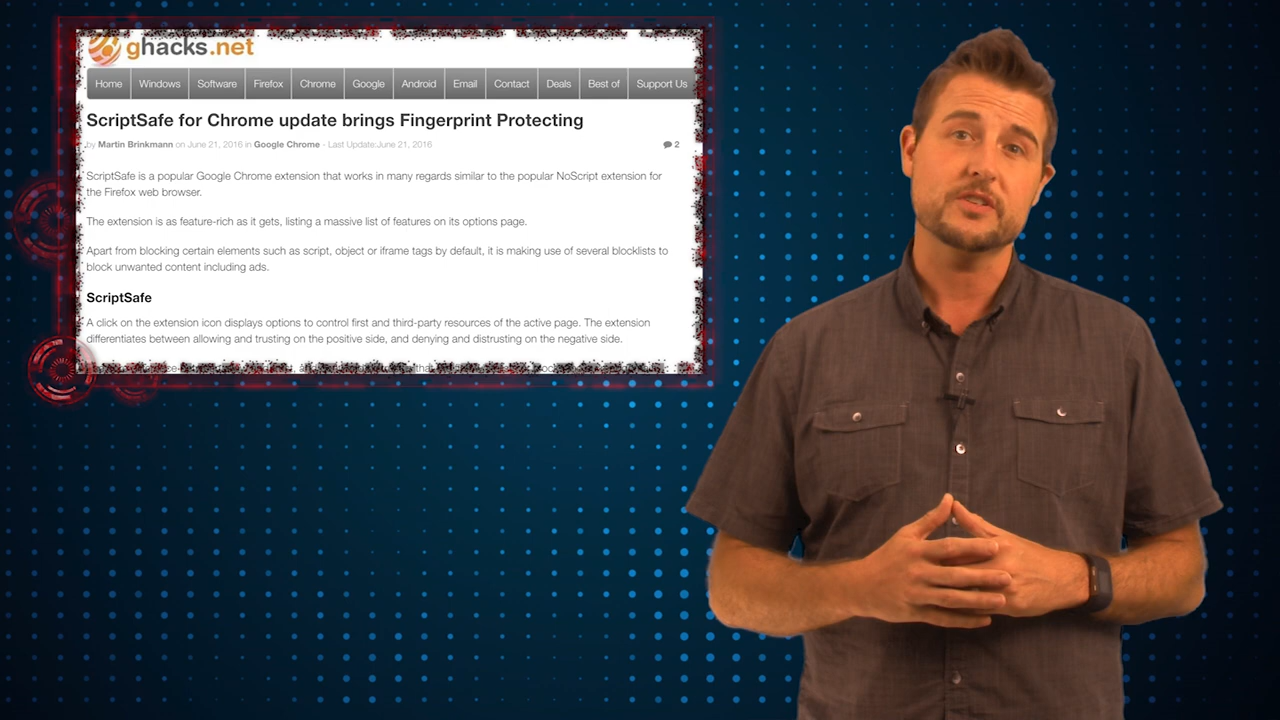 ghacks.net
Home Windows Software Firefox Chrome Google Android Email Contact Deals Best of Support Us
ScriptSafe for Chrome update brings Fingerprint Protecting
by Martin Brinkmann on June 21, 2016 in Google Chrome - Last Update:June 21, 2016 2
ScriptSafe is a popular Google Chrome extension that works in many regards similar to the popular NoScript extension for
the Firefox web browser.
The extension is as feature-rich as it gets, listing a massive list of features on its options page.
Apart from blocking certain elements such as script, object or iframe tags by default, it is making use of several blocklists to
block unwanted content including ads.
ScriptSafe
A click on the extension icon displays options to control first and third-party resources of the active page. The extension
differentiates between allowing and trusting on the positive side, and denying and distrusting on the negative side.